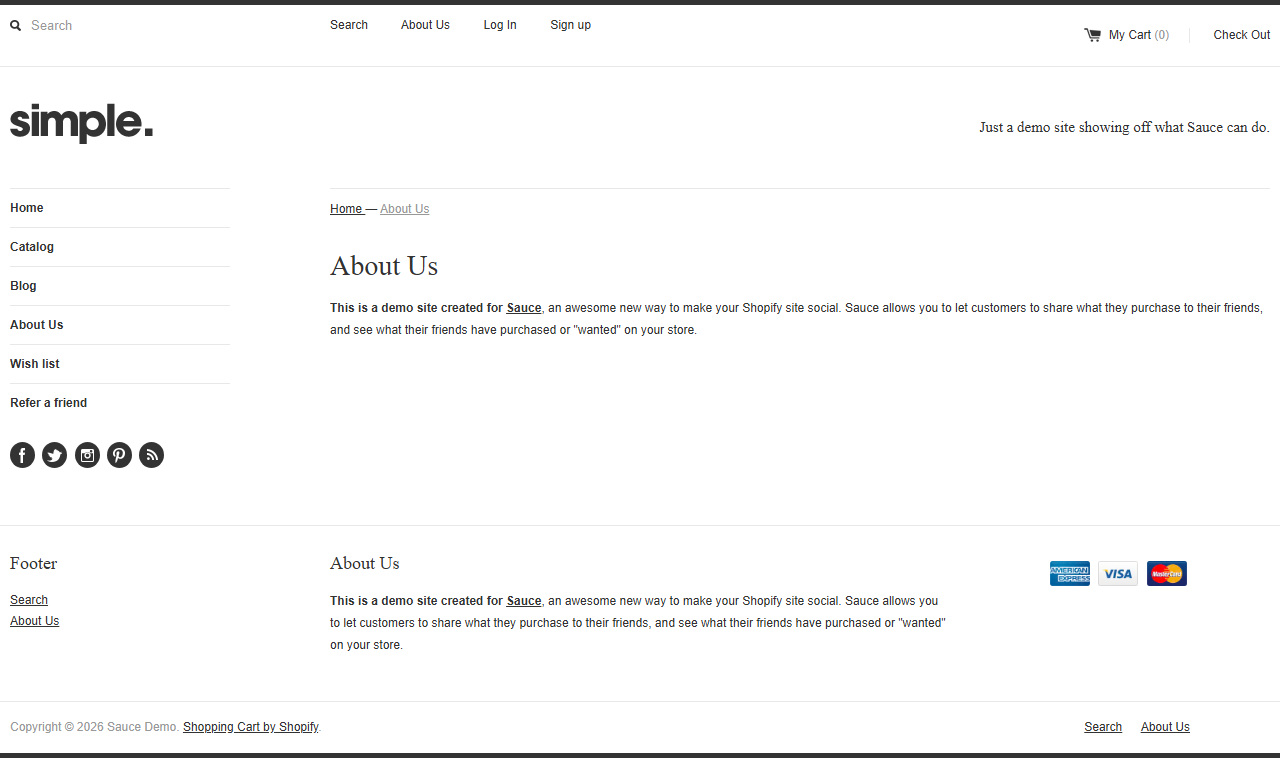 Search
Search About Us Log In Sign up
My Cart (0) Check Out
simple.
Just a demo site showing off what Sauce can do.
Home
Catalog
Blog
About Us
Wish list
Refer a friend
Home — About Us
About Us
This is a demo site created for Sauce, an awesome new way to make your Shopify site social. Sauce allows you to let customers to share what they purchase to their friends,
and see what their friends have purchased or "wanted" on your store.
Footer
Search
About Us
About Us
This is a demo site created for Sauce, an awesome new way to make your Shopify site social. Sauce allows you
to let customers to share what they purchase to their friends, and see what their friends have purchased or "wanted"
on your store.
AMERICAN EXPRESS VISA MasterCard
Copyright © 2026 Sauce Demo. Shopping Cart by Shopify.
Search About Us